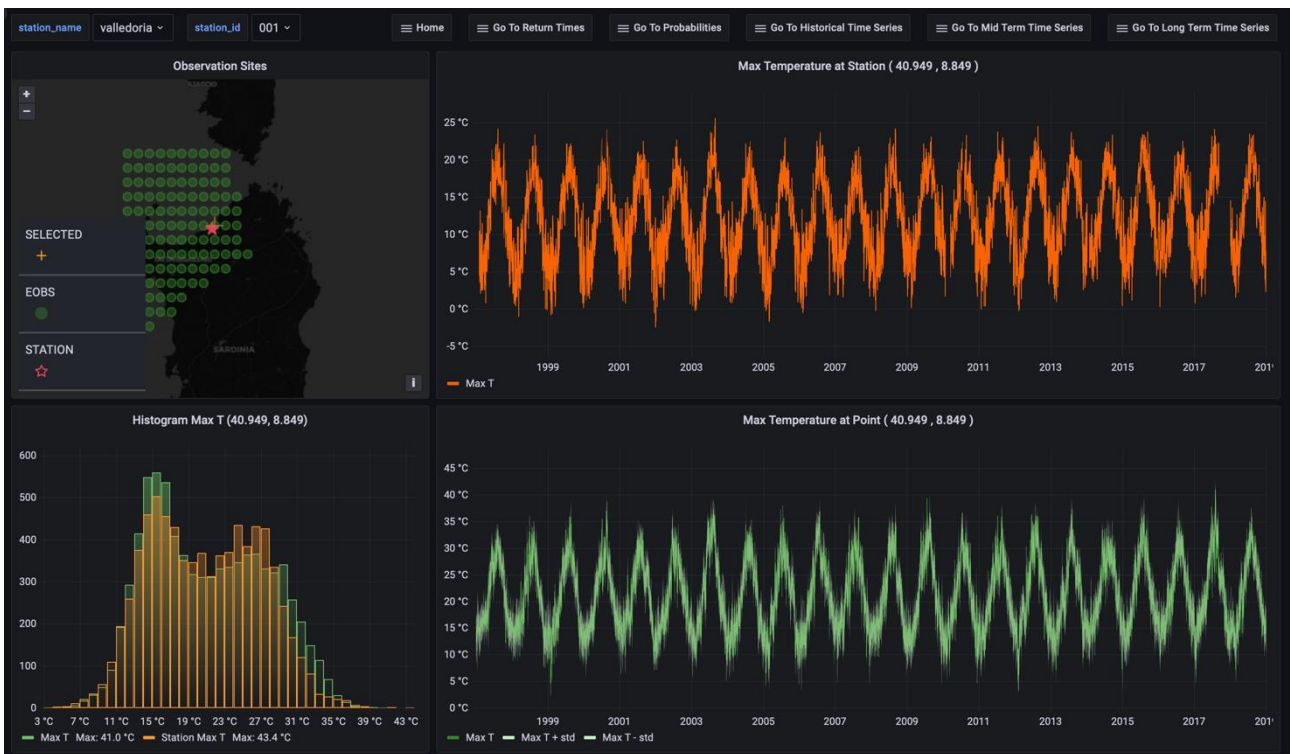 station_name valledoria station_id 001 Home Go To Return Times Go To Probabilities Go To Historical Time Series Go To Mid Term Time Series Go To Long Term Time Series
Observation Sites
+
−
SELECTED
EOBS
STATION
SARDINIA
i
Max Temperature at Station ( 40.949 , 8.849 )
25 °C
20 °C
15 °C
10 °C
5 °C
0 °C
-5 °C
1999 2001 2003 2005 2007 2009 2011 2013 2015 2017
Max T
Histogram Max T (40.949, 8.849)
600
500
400
300
200
100
0
3 °C 7 °C 11 °C 15 °C 19 °C 23 °C 27 °C 31 °C 35 °C 39 °C 43 °C
Max T Max: 41.0 °C Station Max T Max: 43.4 °C
Max Temperature at Point ( 40.949 , 8.849 )
45 °C
40 °C
35 °C
30 °C
25 °C
20 °C
15 °C
10 °C
5 °C
0 °C
1999 2001 2003 2005 2007 2009 2011 2013 2015 2017
Max T Max T + std Max T - std